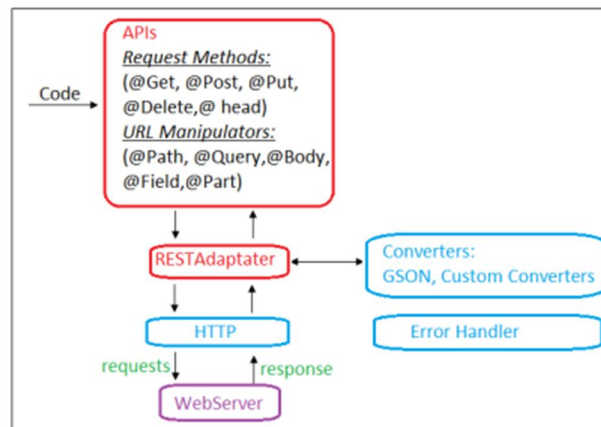 APIs
Request Methods:
(@Get, @Post, @Put,
@Delete,@ head)
URL Manipulators:
(@Path, @Query,@Body,
@Field,@Part)
Code
RESTAdaptater
Converters:
GSON, Custom Converters
HTTP
Error Handler
requests
response
WebServer